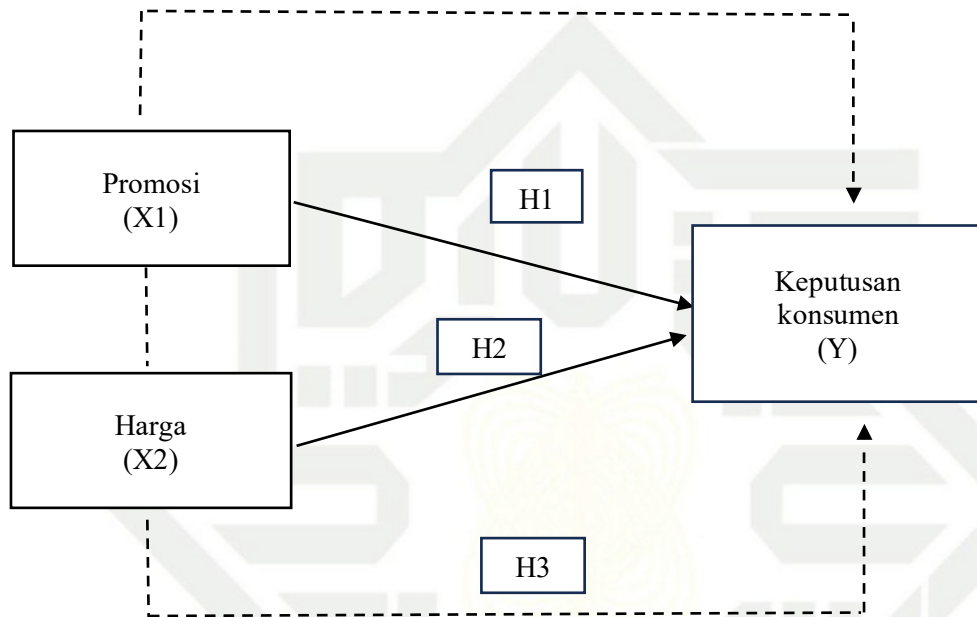 Promosi
(X1)
H1
Keputusan
konsumen
(Y)
H2
Harga
(X2)
H3